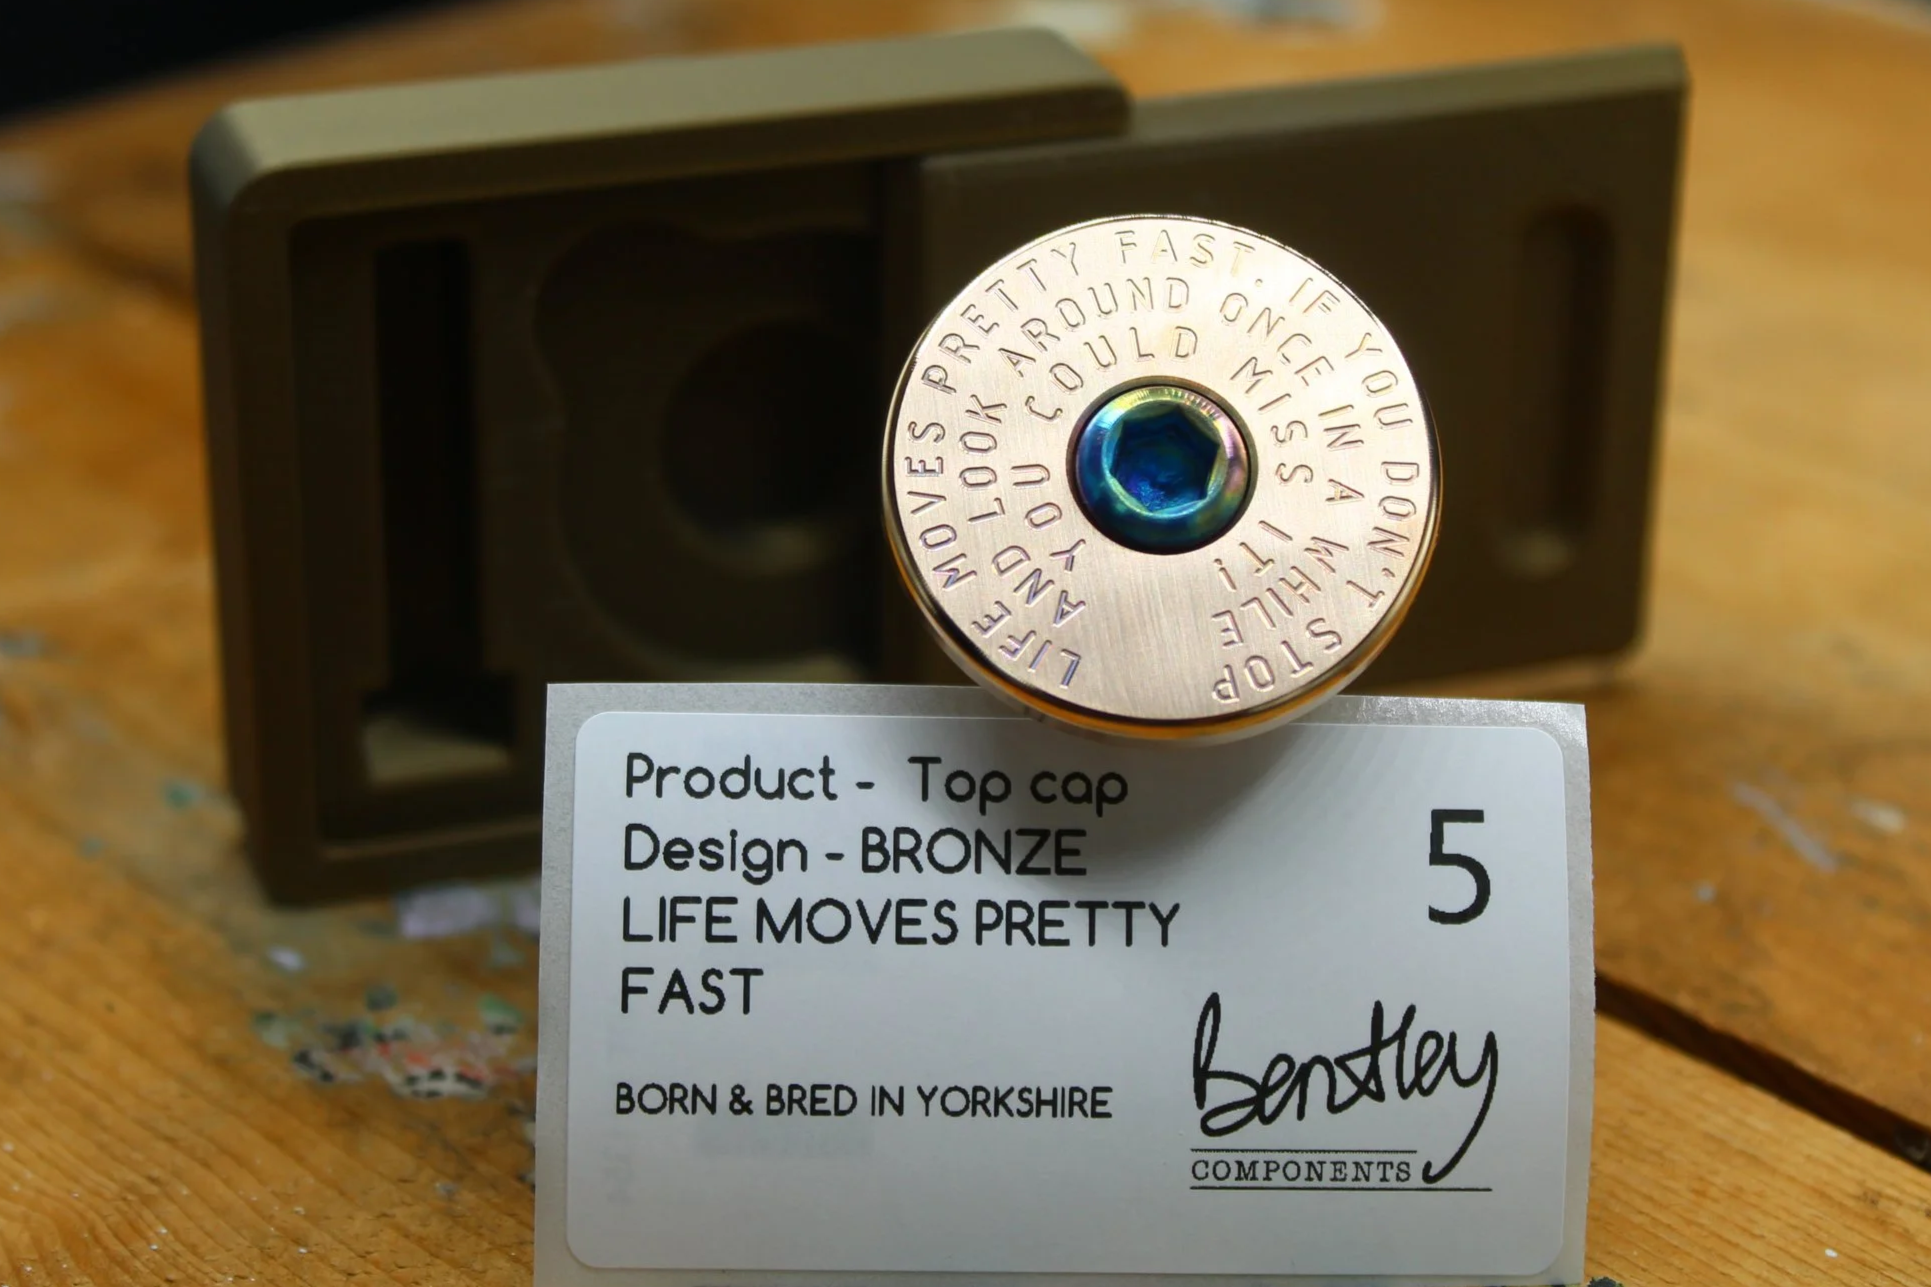 LIFE MOVES PRETTY FAST. IF YOU DON'T STOP
AND LOOK AROUND ONCE IN A WHILE
YOU COULD MISS IT!
Product - Top cap
Design - BRONZE
LIFE MOVES PRETTY
FAST
5
BORN & BRED IN YORKSHIRE
Bentley
COMPONENTS